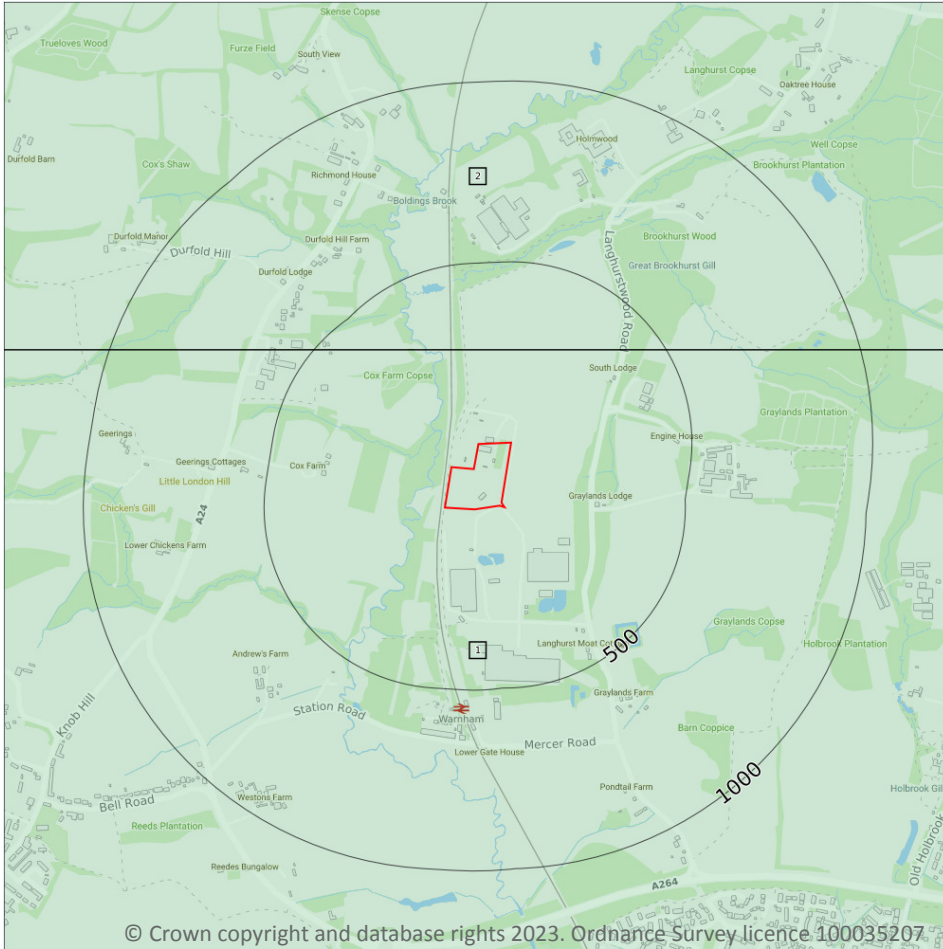 Skense Copse
Trueloves Wood
Furze Field
South View
Langhurst Copse
Oaktree House
Holmwood
Well Copse
Durfold Barn
Cox's Shaw
Brookhurst Plantation
Richmond House
2
Boldings Brook
Durfold Manor
Durfold Hill Farm
Brookhurst Wood
Durfold Hill
Langhurstwood Road
Great Brookhurst Gill
Durfold Lodge
South Lodge
Cox Farm Copse
Graylands Plantation
Geerings
Engine House
Geerings Cottages
Cox Farm
Little London Hill
Graylands Lodge
Chicken's Gill
A24
Lower Chickens Farm
Graylands Copse
Langhurst Moat Cot
Holbrook Plantation
1
500
Andrew's Farm
Graylands Farm
Knob Hill
Station Road
Warnham
Barn Coppice
Lower Gate House
Mercer Road
1000
Pondtail Farm
Holbrook Gil
Westons Farm
Bell Road
Reeds Plantation
Old Holbrook
Reedes Bungalow
A264
© Crown copyright and database rights 2023. Ordnance Survey licence 100035207.